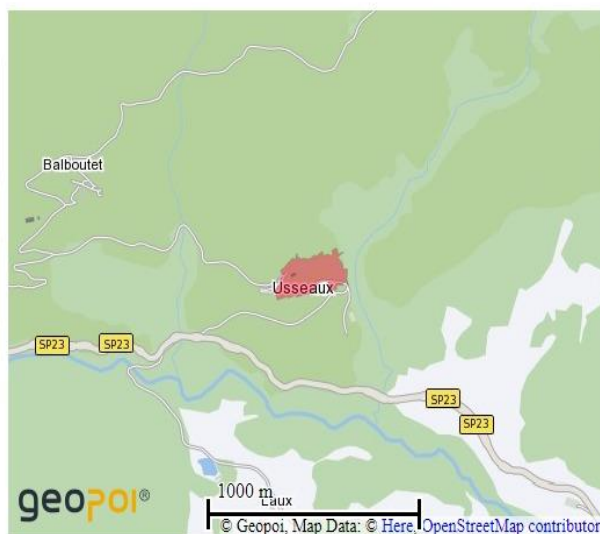 Balboutet
Usseaux
SP23
SP23
SP23
SP23
1000 m
Laux
geopoi®
© Geopoi, Map Data: © Here, OpenStreetMap contributor